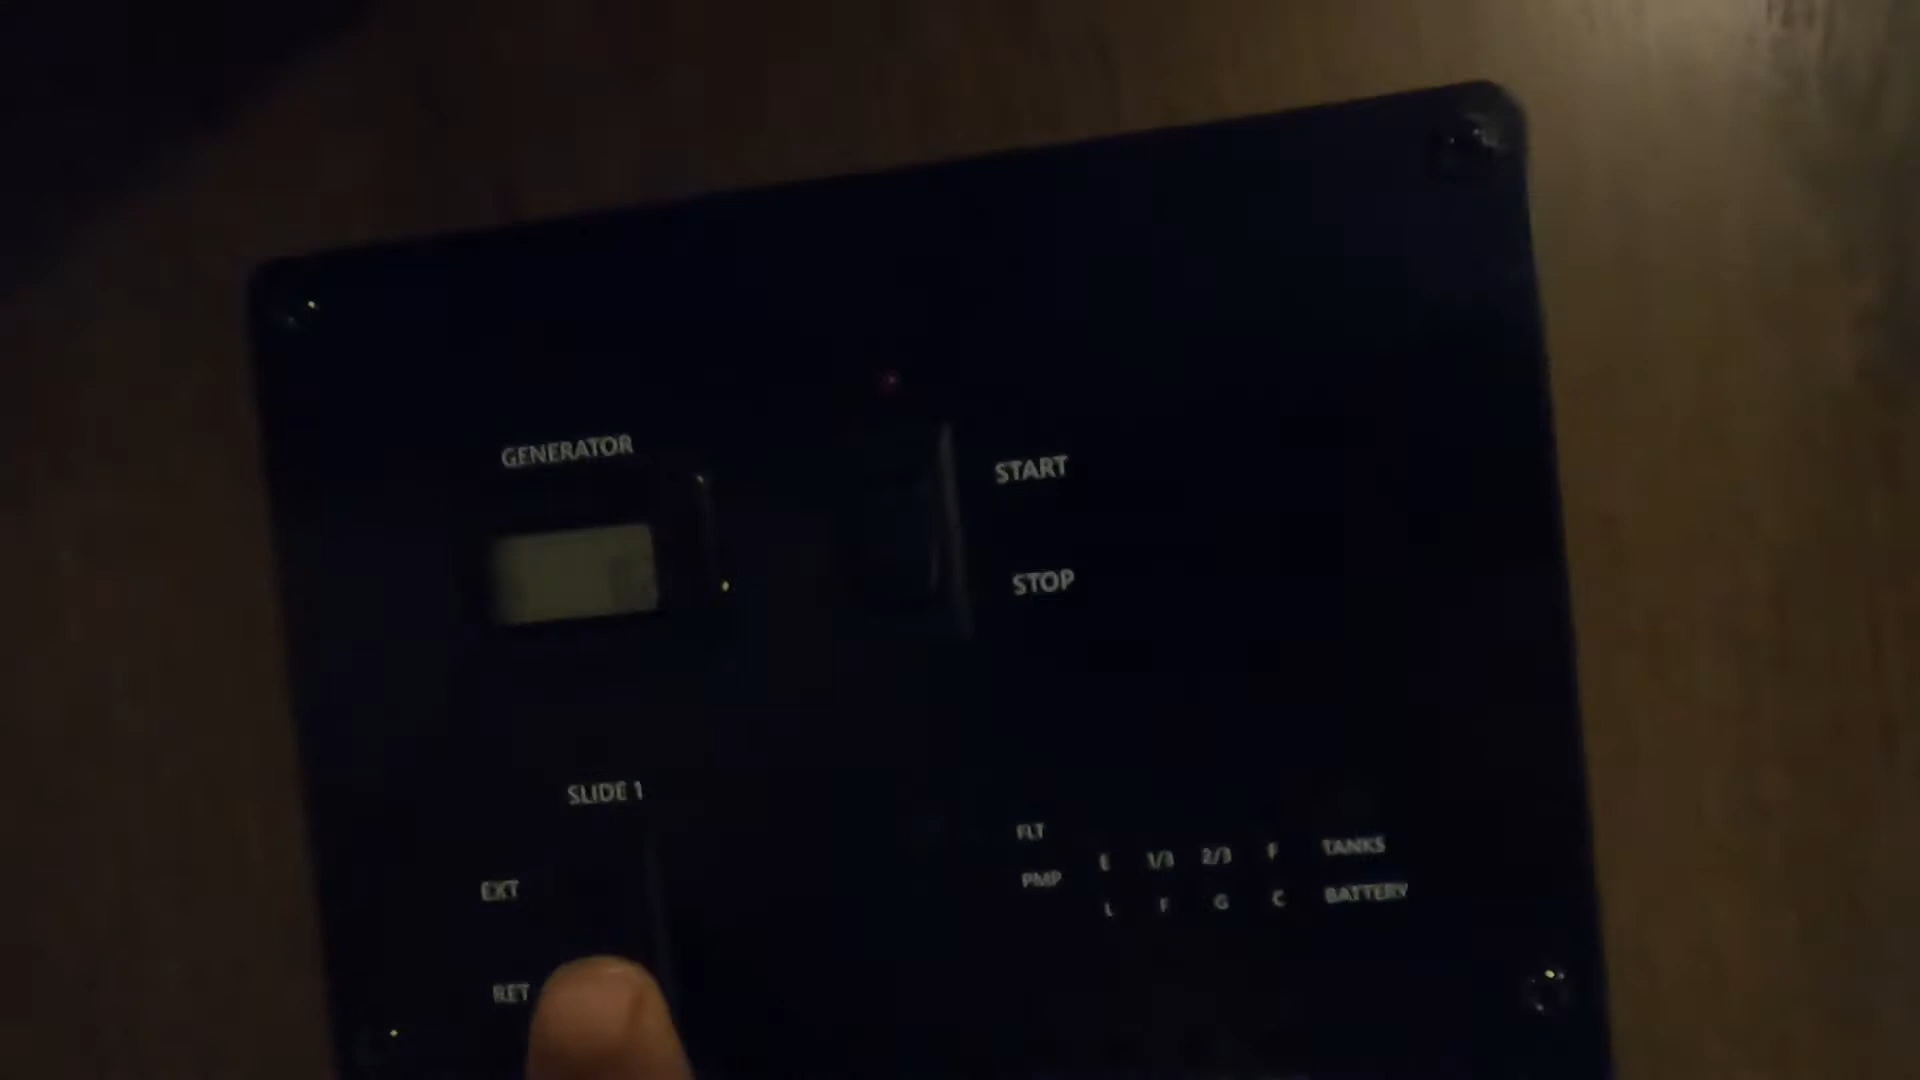 GENERATOR
START
STOP
SLIDE 1
EXT
RET
FLT
PMP
E 1/3 2/3 F TANKS
L F G C BATTERY